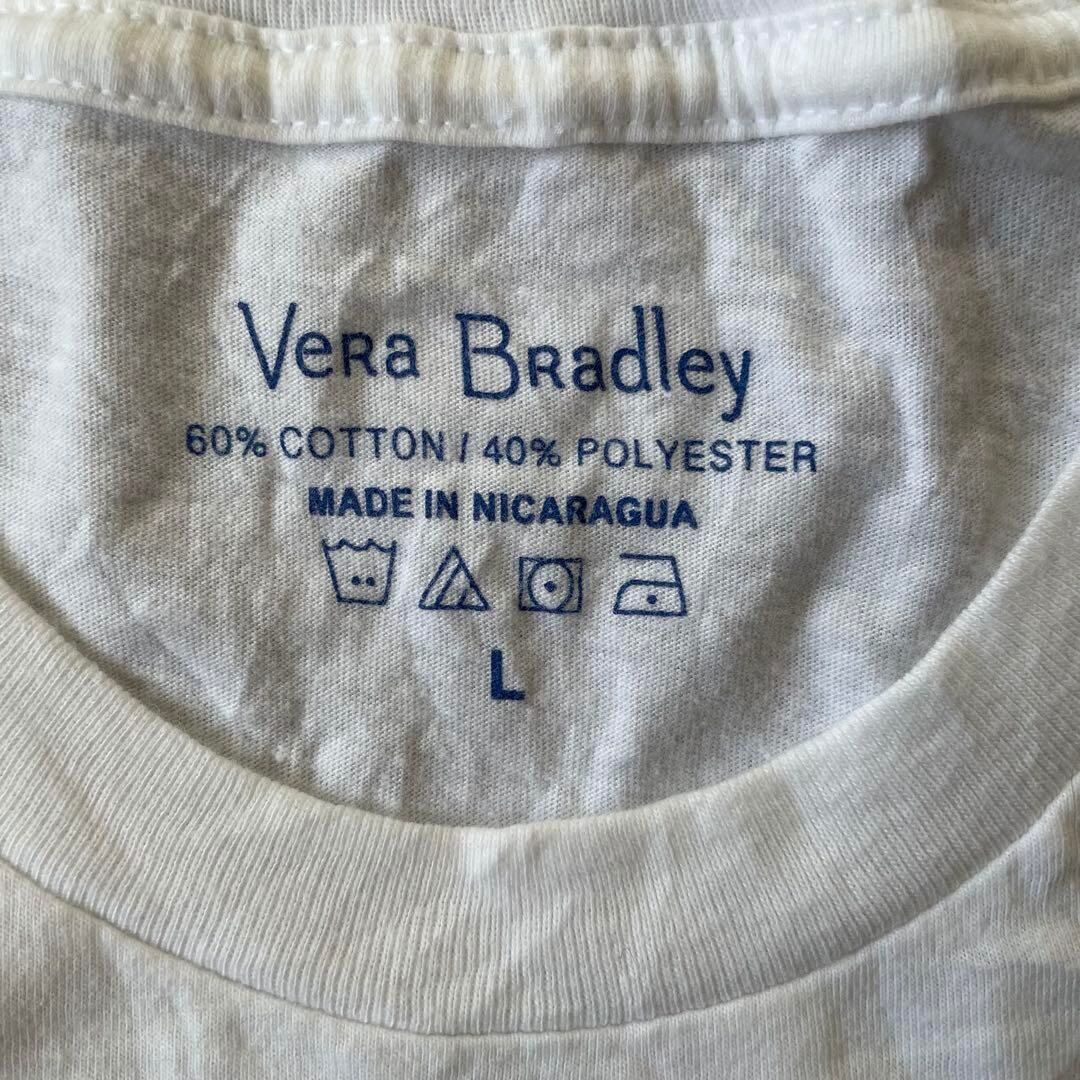 Vera Bradley
60% COTTON / 40% POLYESTER
MADE IN NICARAGUA
L